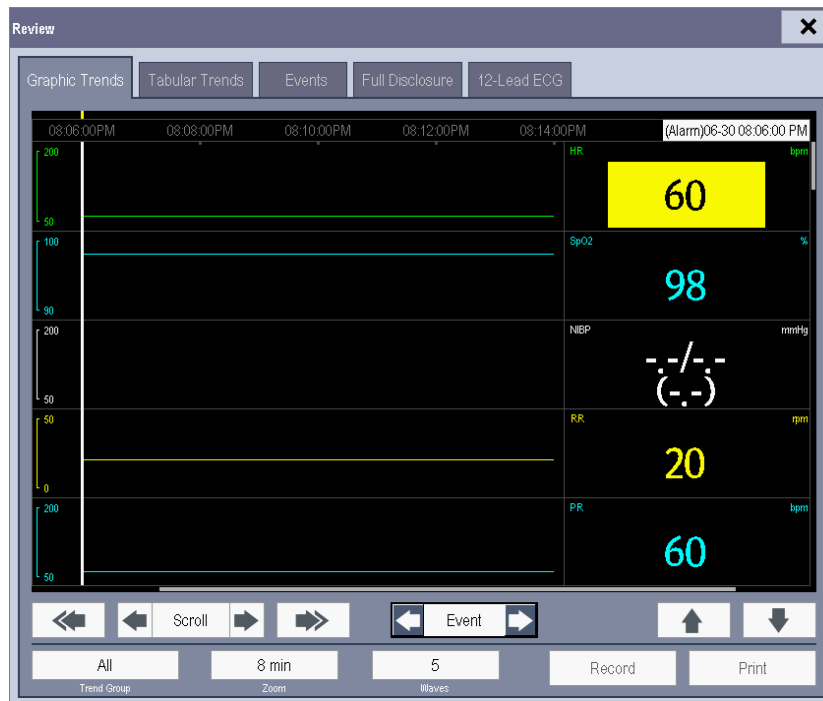 Review
Graphic Trends Tabular Trends Events Full Disclosure 12-Lead ECG
08:06:00PM 08:08:00PM 08:10:00PM 08:12:00PM 08:14:00PM (Alarm)06-30 08:06:00 PM
200 HR bpm
60
50
100 SpO2 %
98
90
200 NIBP mmHg
-.-/-.-
(-.-)
50
50 RR rpm
20
0
200 PR bpm
60
50
Scroll Event
All 8 min 5 Record Print
Trend Group Zoom Waves